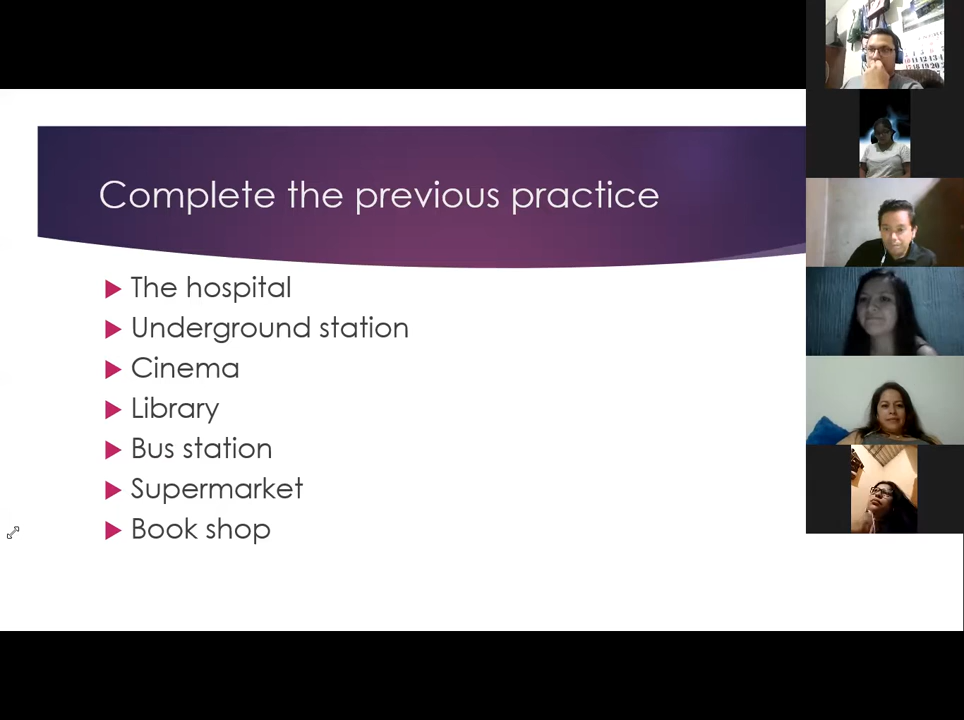 Complete the previous practice
The hospital
Underground station
Cinema
Library
Bus station
Supermarket
Book shop